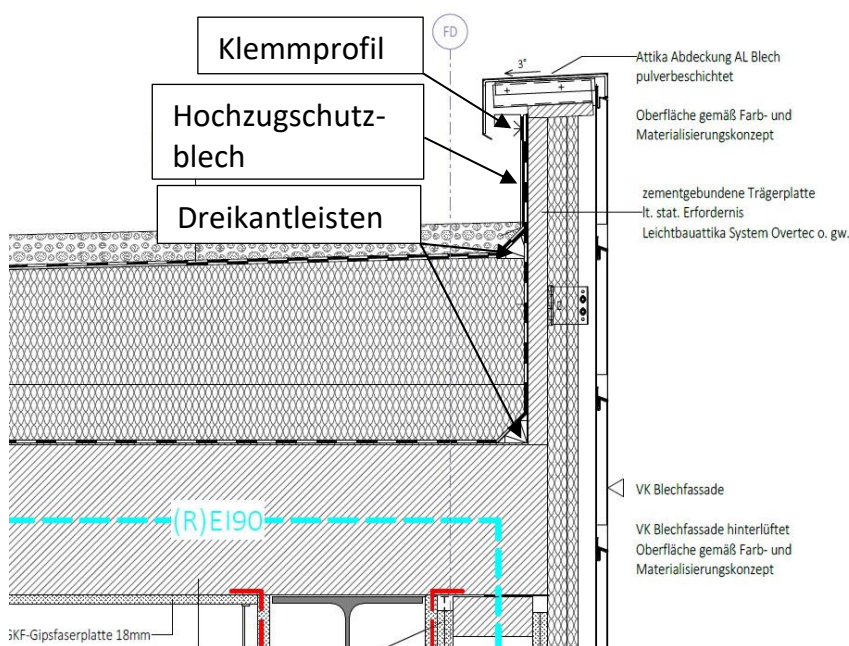 Klemmprofil
FD
3°
Attika Abdeckung AL Blech
pulverbeschichtet
Hochzugschutz-
blech
Oberfläche gemäß Farb- und
Materialisierungskonzept
Dreikantleisten
zementgebundene Trägerplatte
lt. stat. Erfordernis
Leichtbauattika System Overtec o. gw.
VK Blechfassade
(R)EI90
VK Blechfassade hinterlüftet
Oberfläche gemäß Farb- und
Materialisierungskonzept
GKF-Gipsfaserplatte 18mm